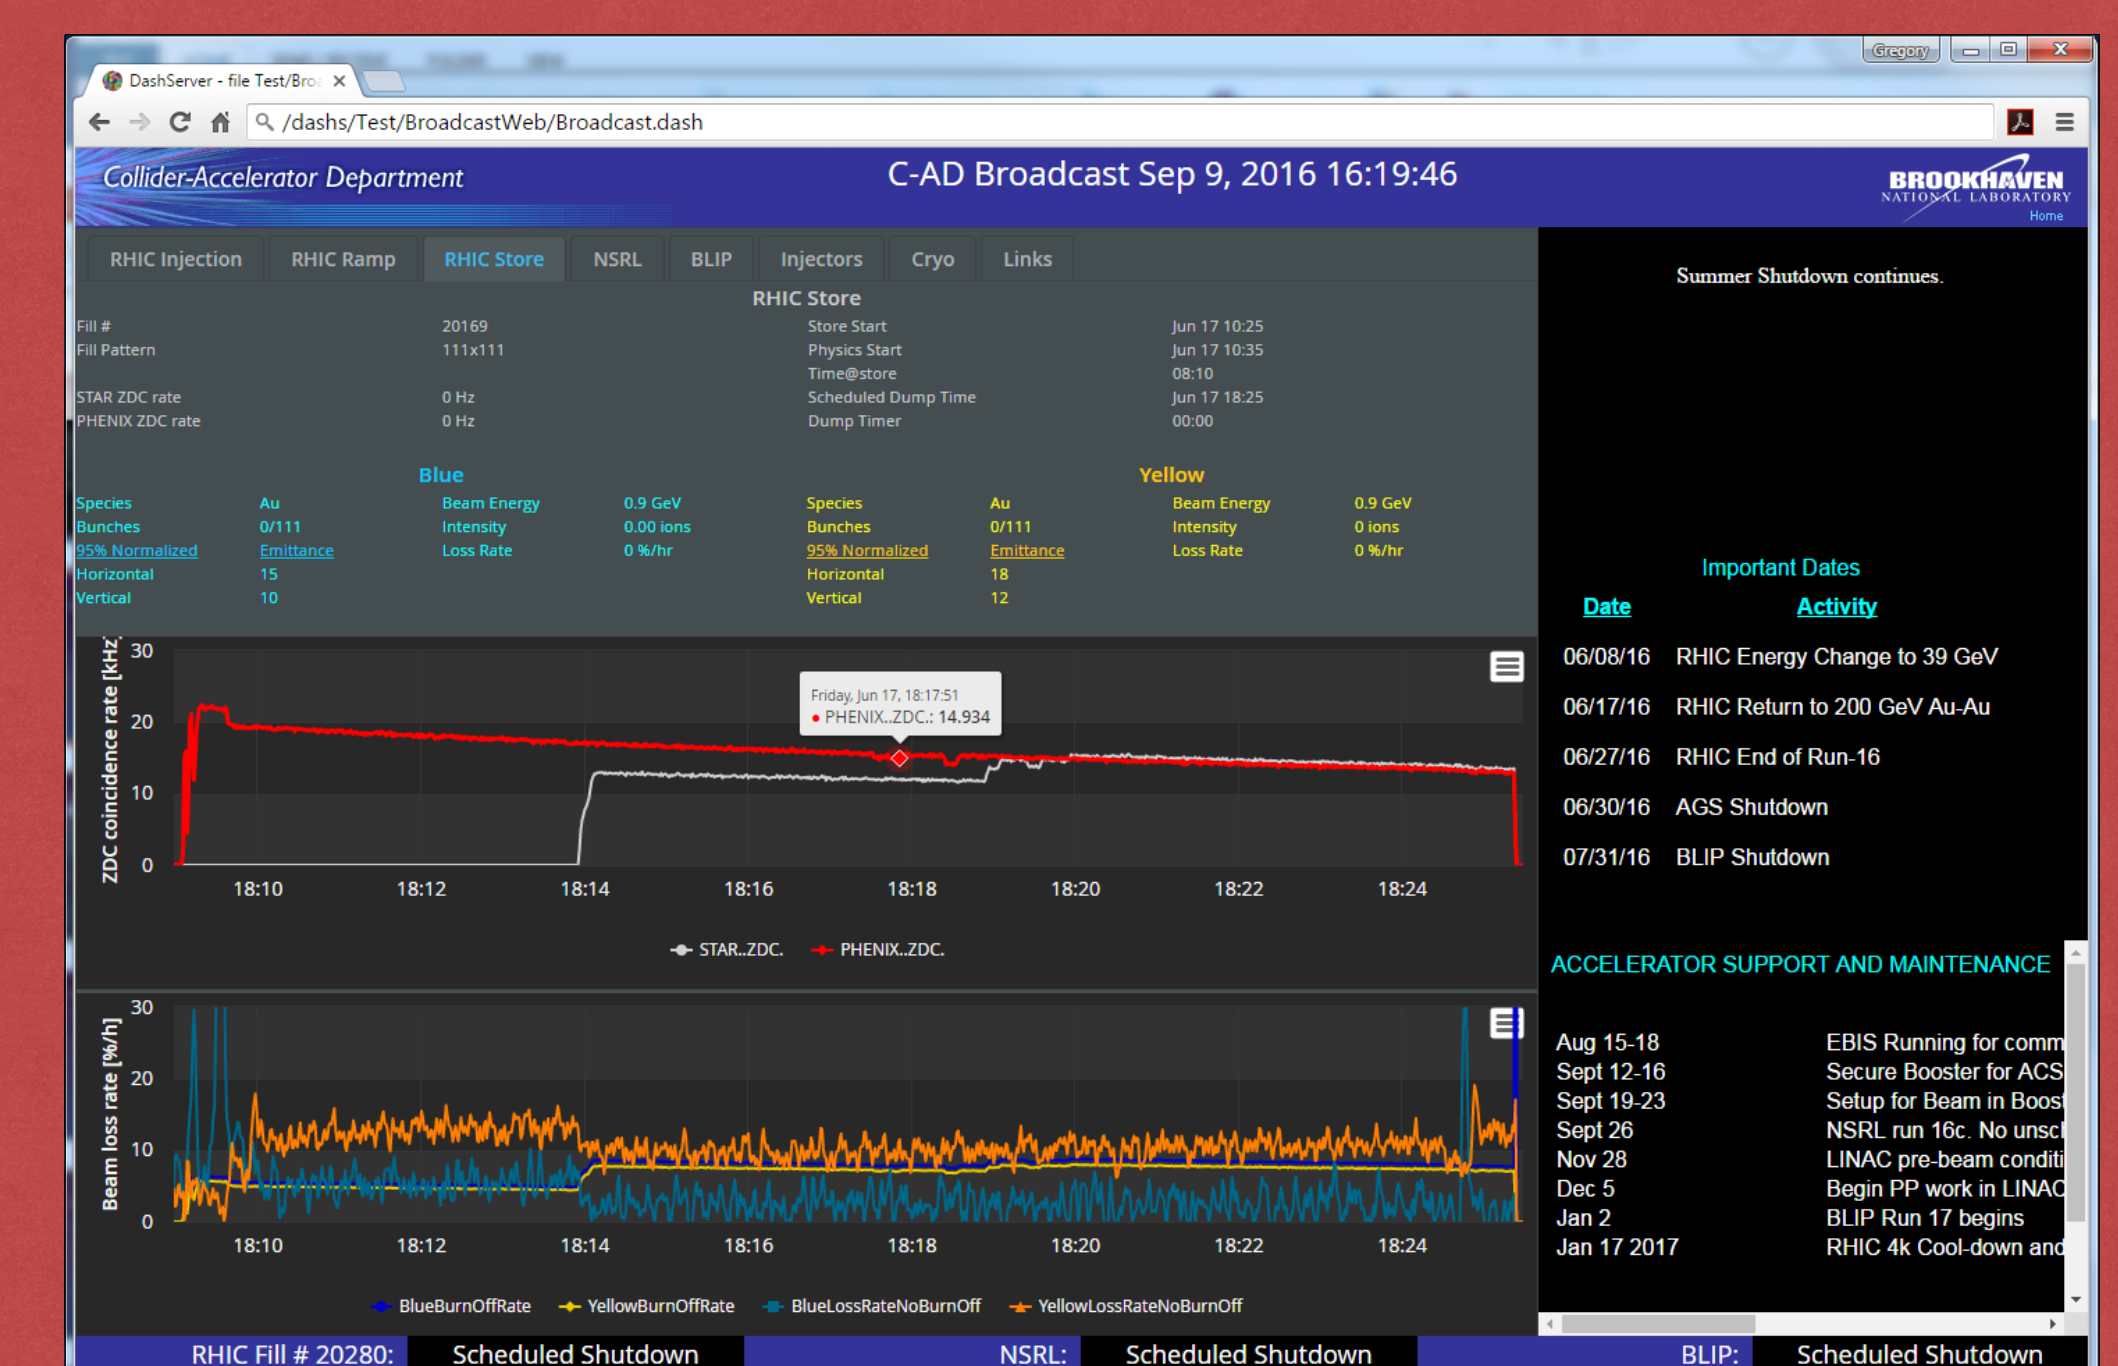 Gregory
DashServer - file Test/Broa
/dashs/Test/BroadcastWeb/Broadcast.dash
Collider-Accelerator Department
C-AD Broadcast Sep 9, 2016 16:19:46
BROOKHAVEN
NATIONAL LABORATORY
Home
RHIC Injection RHIC Ramp RHIC Store NSRL BLIP Injectors Cryo Links
RHIC Store
Fill # 20169 Store Start Jun 17 10:25
Fill Pattern 111x111 Physics Start Jun 17 10:35
Time@store 08:10
STAR ZDC rate 0 Hz Scheduled Dump Time Jun 17 18:25
PHENIX ZDC rate 0 Hz Dump Timer 00:00
Blue Yellow
Species Au Beam Energy 0.9 GeV Species Au Beam Energy 0.9 GeV
Bunches 0/111 Intensity 0.00 ions Bunches 0/111 Intensity 0 ions
95% Normalized Emittance Loss Rate 0 %/hr 95% Normalized Emittance Loss Rate 0 %/hr
Horizontal 15 Horizontal 18
Vertical 10 Vertical 12
ZDC coincidence rate [kHz]
30
20
10
0
Friday, Jun 17, 18:17:51
PHENIX..ZDC.: 14.934
18:10 18:12 18:14 18:16 18:18 18:20 18:22 18:24
STAR..ZDC. PHENIX..ZDC.
Beam loss rate [%/h]
30
20
10
0
18:10 18:12 18:14 18:16 18:18 18:20 18:22 18:24
BlueBurnOffRate YellowBurnOffRate BlueLossRateNoBurnOff YellowLossRateNoBurnOff
Summer Shutdown continues.
Important Dates
Date Activity
06/08/16 RHIC Energy Change to 39 GeV
06/17/16 RHIC Return to 200 GeV Au-Au
06/27/16 RHIC End of Run-16
06/30/16 AGS Shutdown
07/31/16 BLIP Shutdown
ACCELERATOR SUPPORT AND MAINTENANCE
Aug 15-18 EBIS Running for comm
Sept 12-16 Secure Booster for ACS
Sept 19-23 Setup for Beam in Boost
Sept 26 NSRL run 16c. No unsch
Nov 28 LINAC pre-beam conditi
Dec 5 Begin PP work in LINAC
Jan 2 BLIP Run 17 begins
Jan 17 2017 RHIC 4k Cool-down and
RHIC Fill # 20280: Scheduled Shutdown NSRL: Scheduled Shutdown BLIP: Scheduled Shutdown